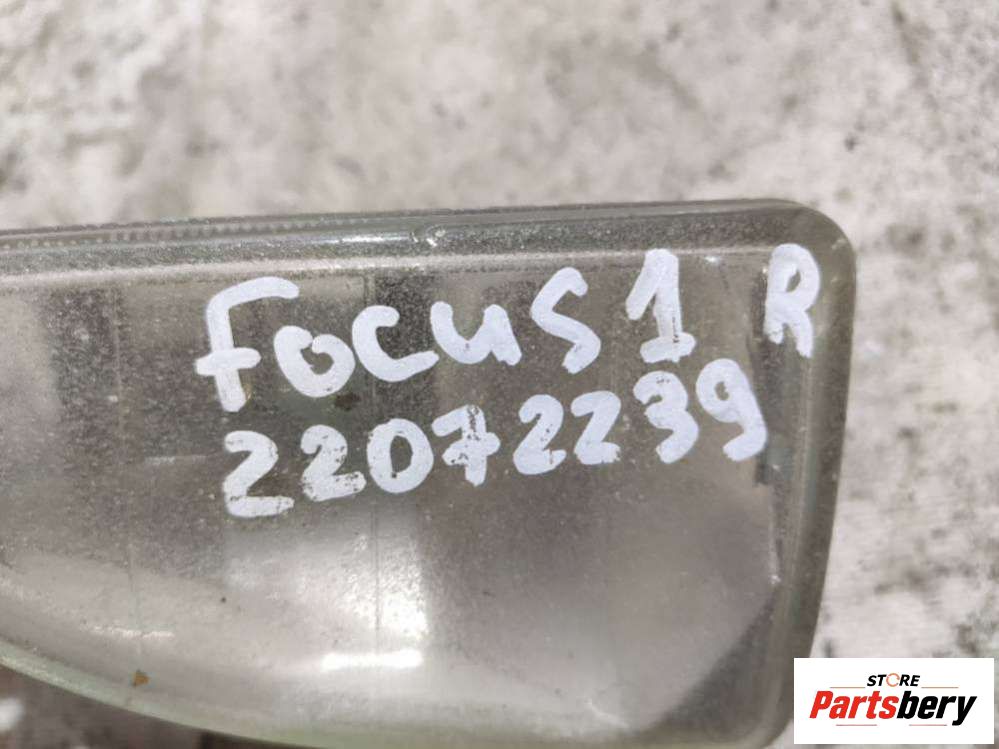 Focus 1 R
22072239
STORE
Partsbery